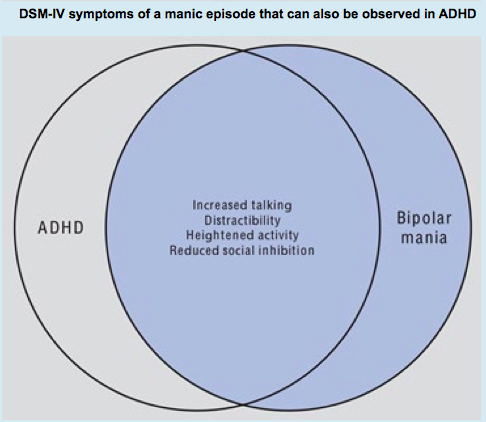 DSM-IV symptoms of a manic episode that can also be observed in ADHD
ADHD
Increased talking
Distractibility
Heightened activity
Reduced social inhibition
Bipolar
mania